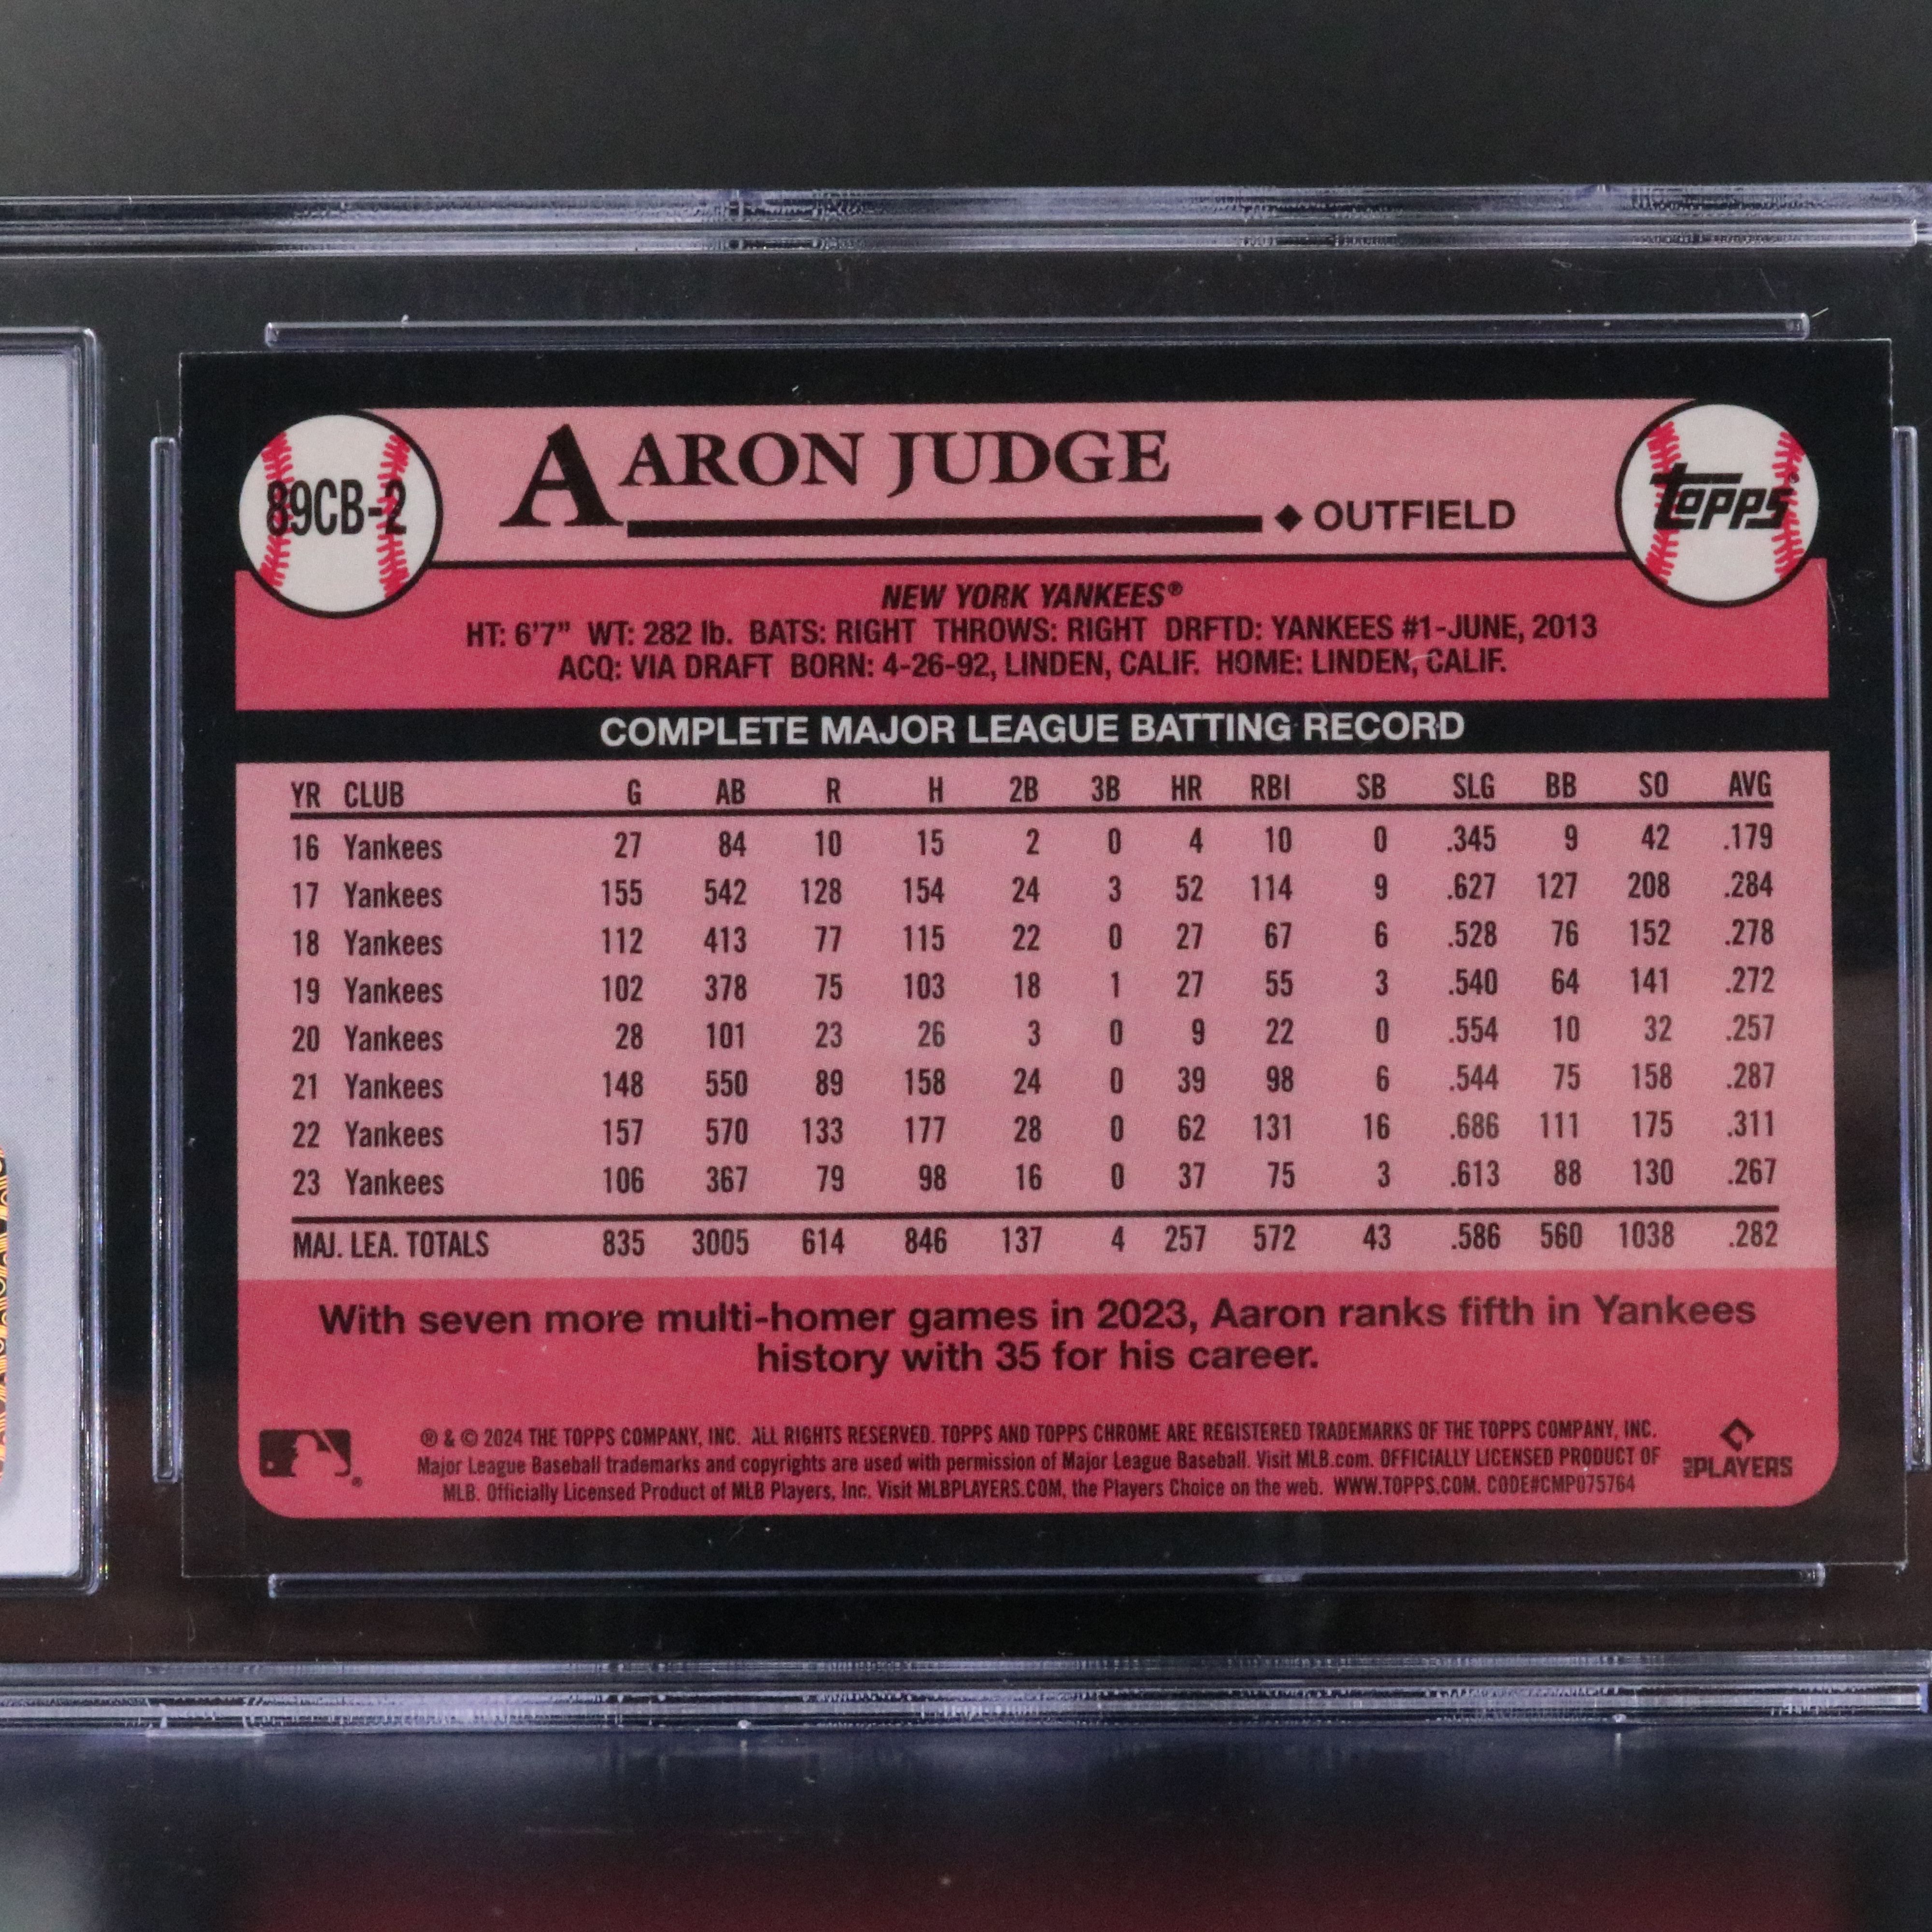 89CB-2
AARON JUDGE
◆ OUTFIELD
topps®
NEW YORK YANKEES®
HT: 6'7" WT: 282 lb. BATS: RIGHT THROWS: RIGHT DRFTD: YANKEES #1-JUNE, 2013
ACQ: VIA DRAFT BORN: 4-26-92, LINDEN, CALIF. HOME: LINDEN, CALIF.
COMPLETE MAJOR LEAGUE BATTING RECORD
YR CLUB G AB R H 2B 3B HR RBI SB SLG BB SO AVG
16 Yankees 27 84 10 15 2 0 4 10 0 .345 9 42 .179
17 Yankees 155 542 128 154 24 3 52 114 9 .627 127 208 .284
18 Yankees 112 413 77 115 22 0 27 67 6 .528 76 152 .278
19 Yankees 102 378 75 103 18 1 27 55 3 .540 64 141 .272
20 Yankees 28 101 23 26 3 0 9 22 0 .554 10 32 .257
21 Yankees 148 550 89 158 24 0 39 98 6 .544 75 158 .287
22 Yankees 157 570 133 177 28 0 62 131 16 .686 111 175 .311
23 Yankees 106 367 79 98 16 0 37 75 3 .613 88 130 .267
MAJ. LEA. TOTALS 835 3005 614 846 137 4 257 572 43 .586 560 1038 .282
With seven more multi-homer games in 2023, Aaron ranks fifth in Yankees
history with 35 for his career.
® & © 2024 THE TOPPS COMPANY, INC. ALL RIGHTS RESERVED. TOPPS AND TOPPS CHROME ARE REGISTERED TRADEMARKS OF THE TOPPS COMPANY, INC.
Major League Baseball trademarks and copyrights are used with permission of Major League Baseball. Visit MLB.com. OFFICIALLY LICENSED PRODUCT OF
MLB. Officially Licensed Product of MLB Players, Inc. Visit MLBPLAYERS.COM, the Players Choice on the web. WWW.TOPPS.COM. CODE#CMP075764
MLB PLAYERS